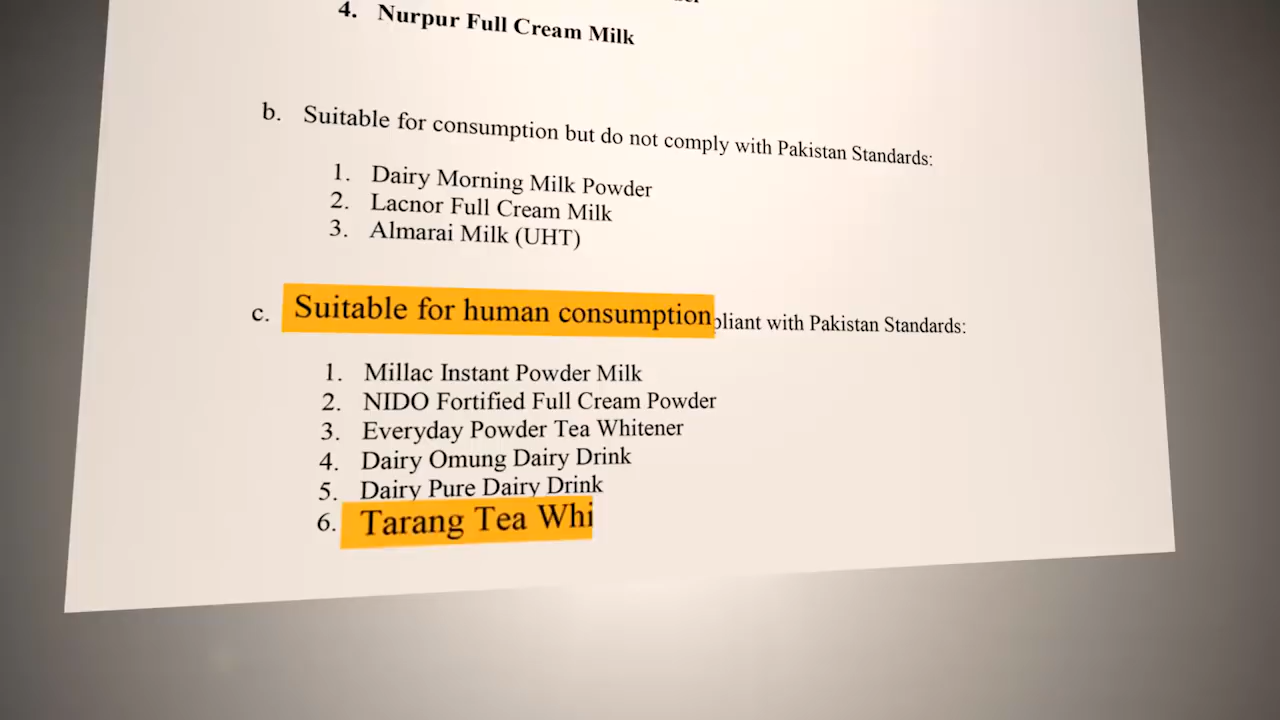 4. Nurpur Full Cream Milk
b. Suitable for consumption but do not comply with Pakistan Standards:
1. Dairy Morning Milk Powder
2. Lacnor Full Cream Milk
3. Almarai Milk (UHT)
c. Suitable for human consumption pliant with Pakistan Standards:
1. Millac Instant Powder Milk
2. NIDO Fortified Full Cream Powder
3. Everyday Powder Tea Whitener
4. Dairy Omung Dairy Drink
5. Dairy Pure Dairy Drink
6. Tarang Tea Whi